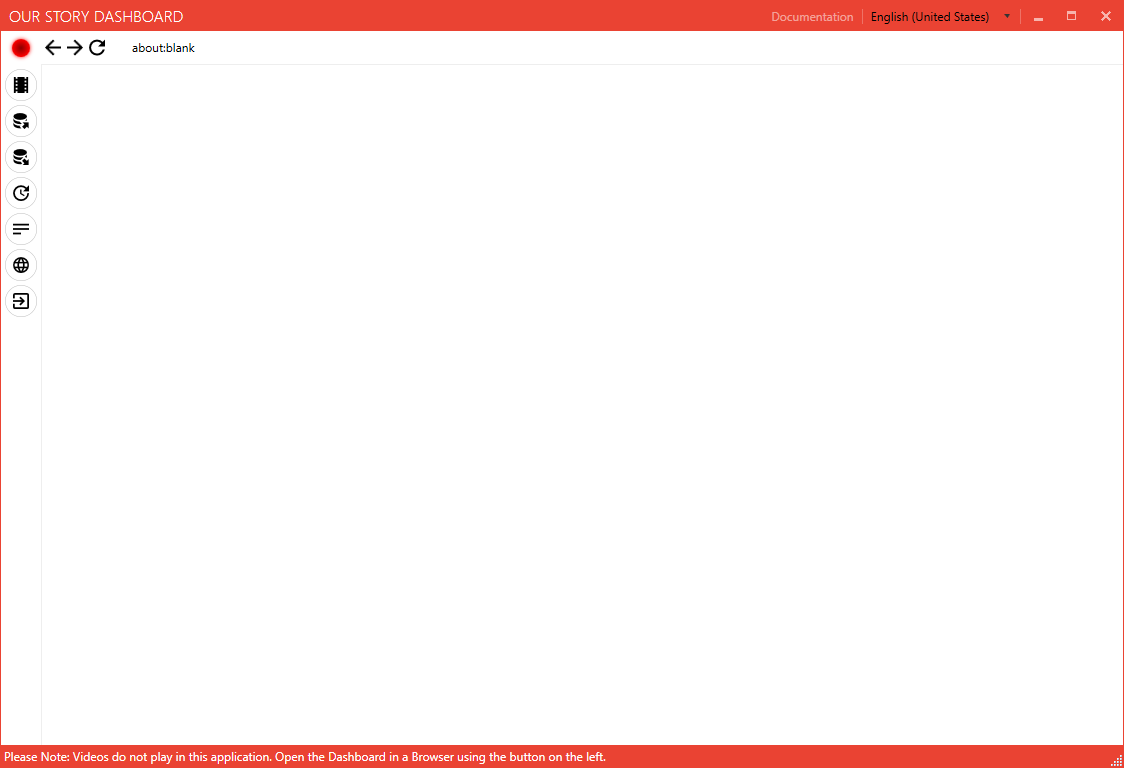 OUR STORY DASHBOARD
Documentation
English (United States)
about:blank
Please Note: Videos do not play in this application. Open the Dashboard in a Browser using the button on the left.